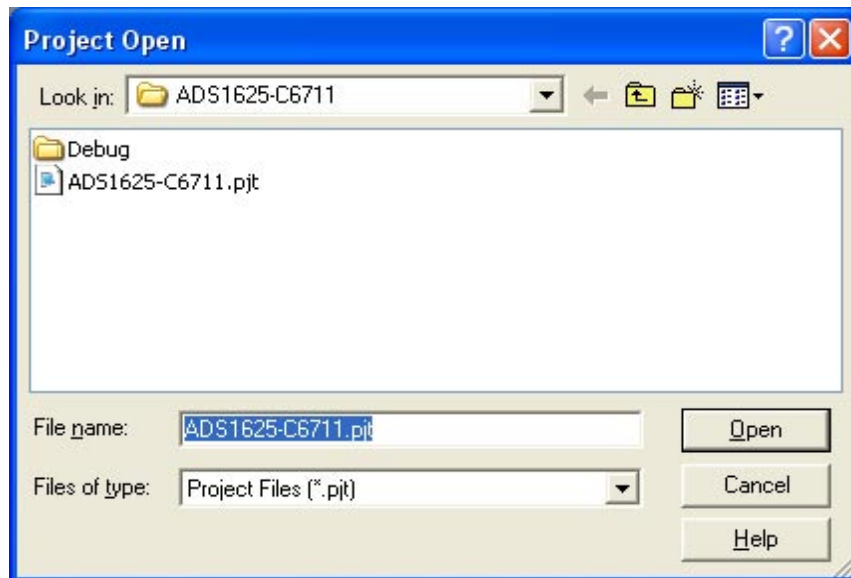 Project Open
Look in: ADS1625-C6711
Debug
ADS1625-C6711.pjt
File name: ADS1625-C6711.pjt Open
Files of type: Project Files (*.pjt) Cancel
Help